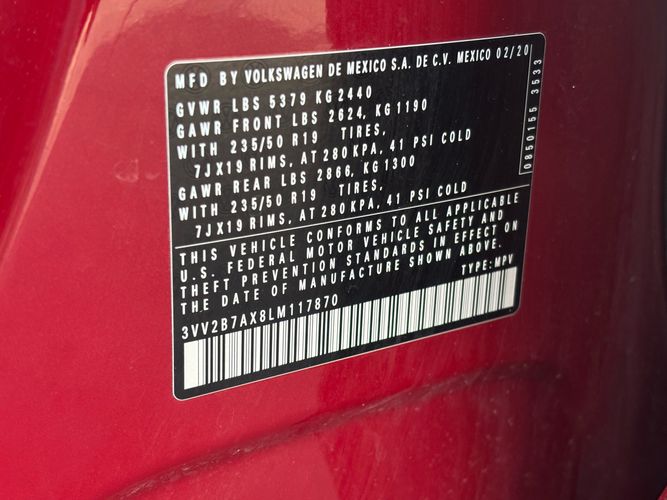 MFD BY VOLKSWAGEN DE MEXICO S.A. DE C.V. MEXICO 02/20
GVWR LBS 5379 KG 2440
GAWR FRONT LBS 2624, KG 1190
WITH 235/50 R19 TIRES,
7JX19 RIMS, AT 280 KPA, 41 PSI COLD
GAWR REAR LBS 2866, KG 1300
WITH 235/50 R19 TIRES,
7JX19 RIMS, AT 280 KPA, 41 PSI COLD
THIS VEHICLE CONFORMS TO ALL APPLICABLE
U.S. FEDERAL MOTOR VEHICLE SAFETY AND
THEFT PREVENTION STANDARDS IN EFFECT ON
THE DATE OF MANUFACTURE SHOWN ABOVE.
3VV2B7AX8LM117870 TYPE: MPV
0850155 3533